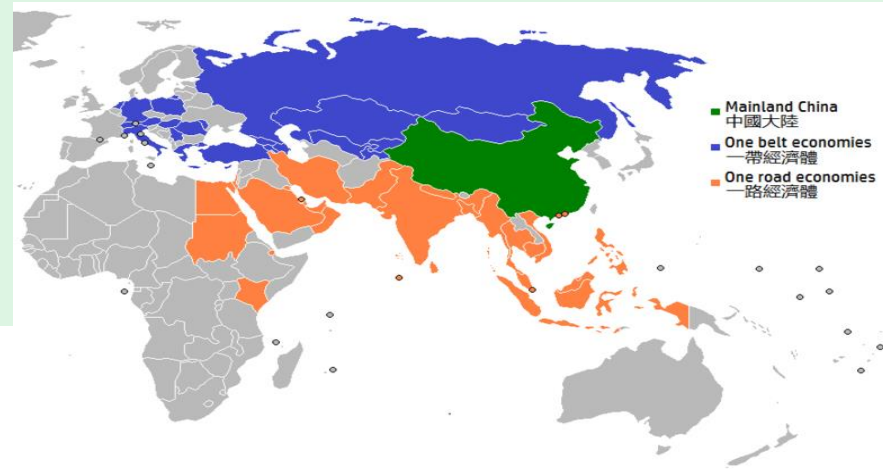 Mainland China
中國大陸
One belt economies
一帶經濟體
One road economies
一路經濟體